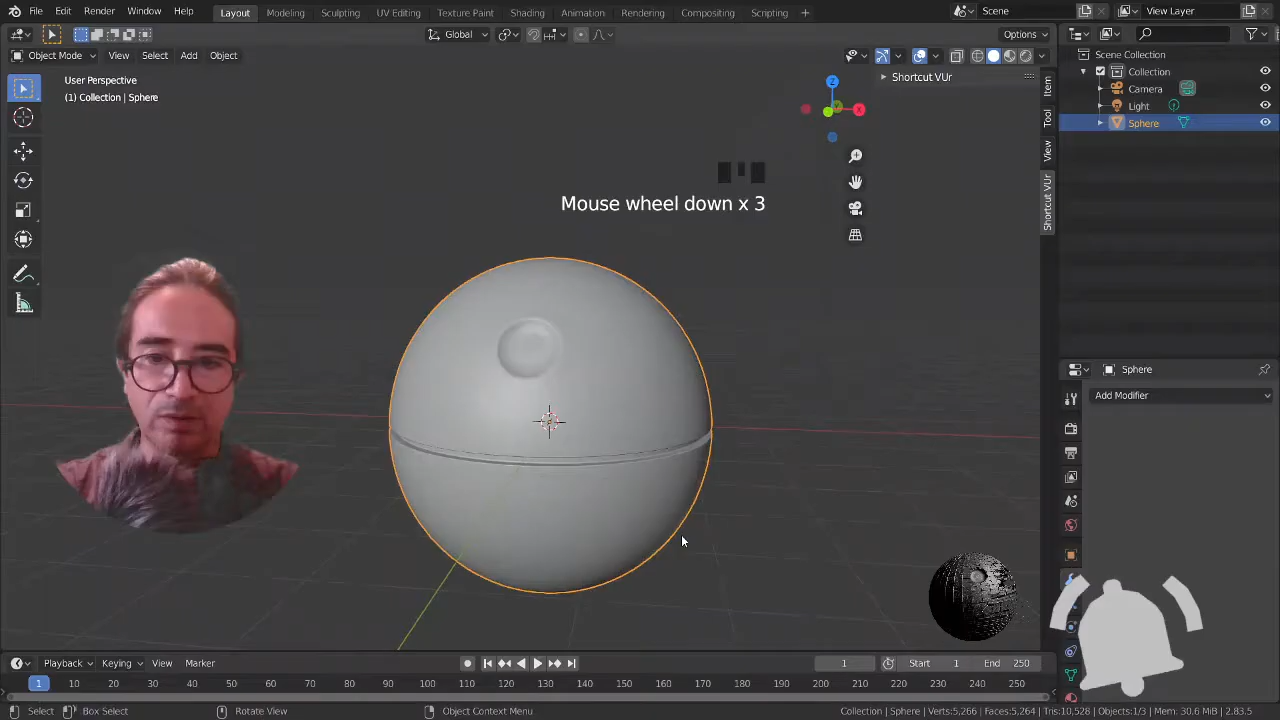 File Edit Render Window Help Layout Modeling Sculpting UV Editing Texture Paint Shading Animation Rendering Compositing Scripting + Scene View Layer
Global Options
Object Mode View Select Add Object
User Perspective
(1) Collection | Sphere
Shortcut VUr
Z
X
Y
Item
Tool
View
Shortcut VUr
Scene Collection
Collection
Camera
Light
Sphere
Mouse wheel down x 3
Sphere
Add Modifier
Playback Keying View Marker 1 Start 1 End 250
1 10 20 30 40 50 60 70 80 90 100 110 120 130 140 150 160 170 180 190 200 210 220 230 240 250
Select Box Select Rotate View Object Context Menu Collection | Sphere | Verts:5,266 | Faces:5,264 | Tris:10,528 | Objects:1/3 | Mem: 30.6 MiB | 2.83.5